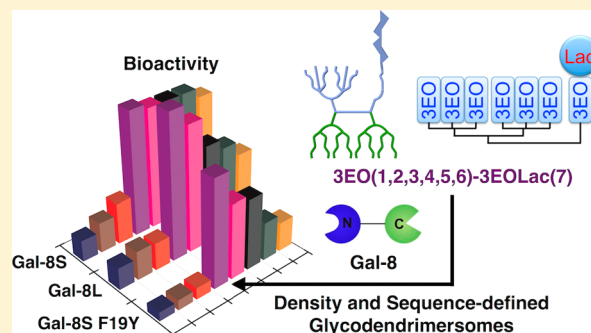 Bioactivity
Lac
3EO 3EO 3EO 3EO 3EO 3EO 3EO
3EO(1,2,3,4,5,6)-3EOLac(7)
N C
Gal-8
Gal-8S
Gal-8L
Gal-8S F19Y
Density and Sequence-defined
Glycodendrimersomes